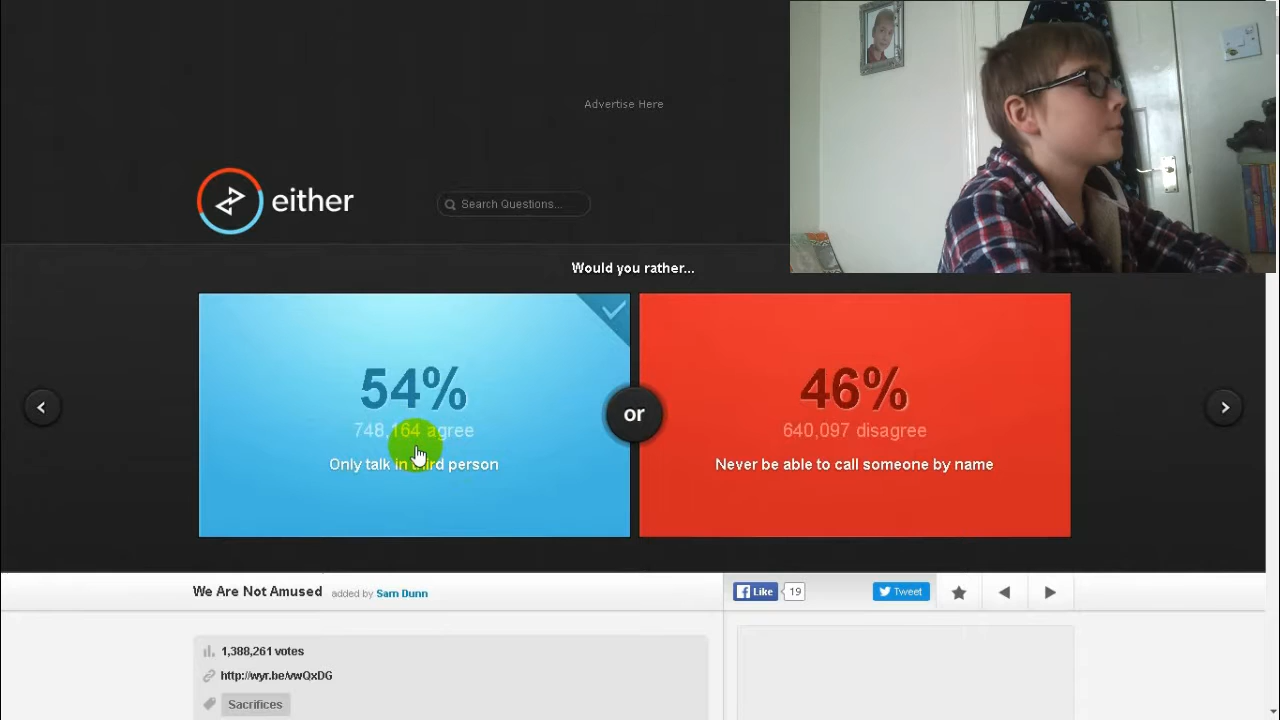 Advertise Here
either
Search Questions...
Would you rather...
54%
748,164 agree
Only talk in third person
or
46%
640,097 disagree
Never be able to call someone by name
We Are Not Amused added by Sam Dunn
Like 19
Tweet
1,388,261 votes
http://wyr.be/vwQxDG
Sacrifices